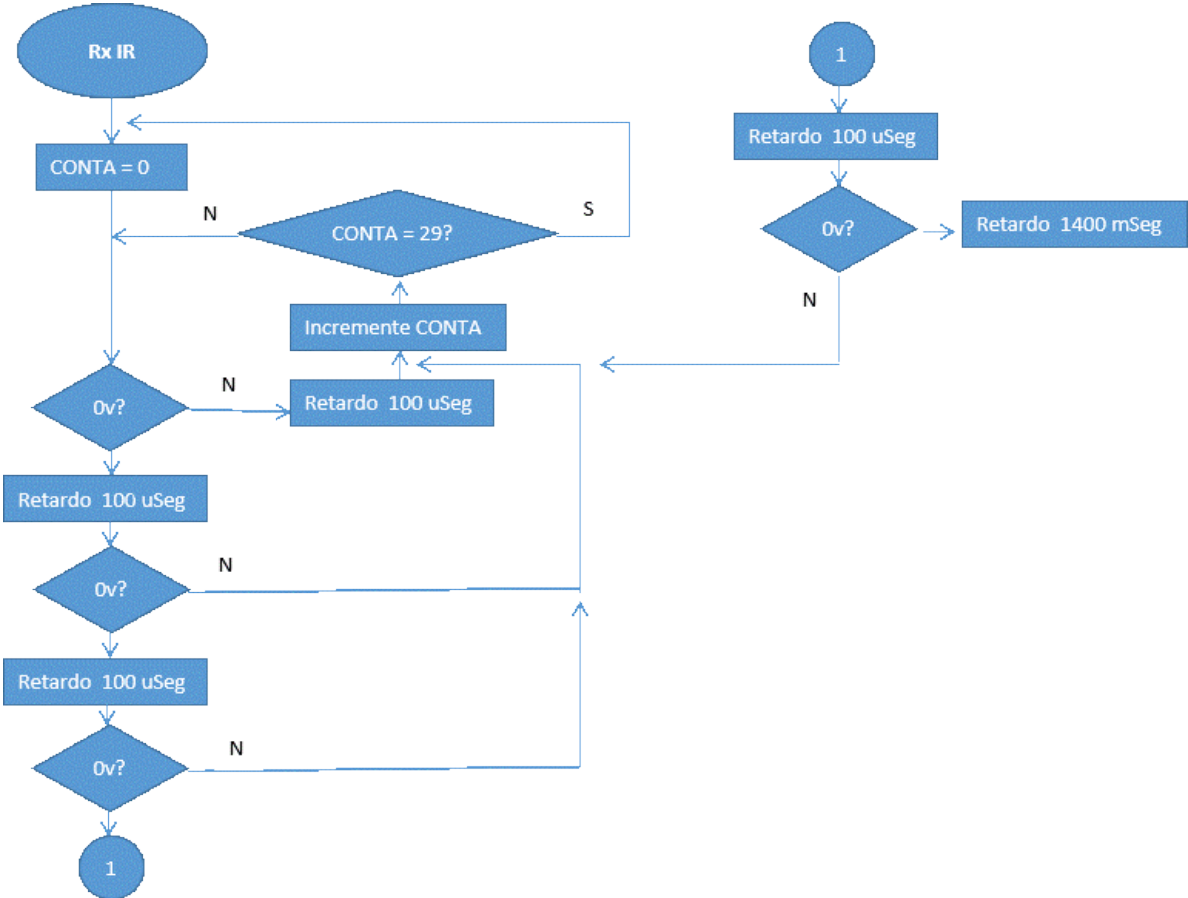 Rx IR
CONTA = 0
N
CONTA = 29?
S
Incremente CONTA
0v?
N
Retardo 100 uSeg
Retardo 100 uSeg
0v?
N
Retardo 100 uSeg
0v?
N
1
1
Retardo 100 uSeg
0v?
Retardo 1400 mSeg
N